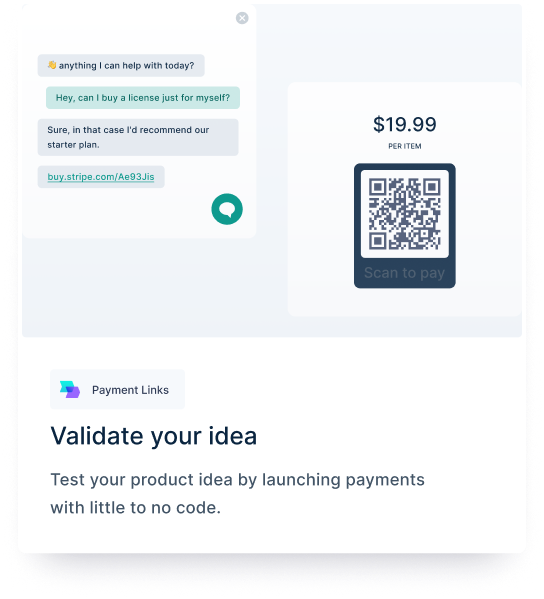 👋 anything I can help with today?
Hey, can I buy a license just for myself?
Sure, in that case I'd recommend our
starter plan.
buy.stripe.com/Ae93Jis
$19.99
PER ITEM
Scan to pay
Payment Links
Validate your idea
Test your product idea by launching payments
with little to no code.